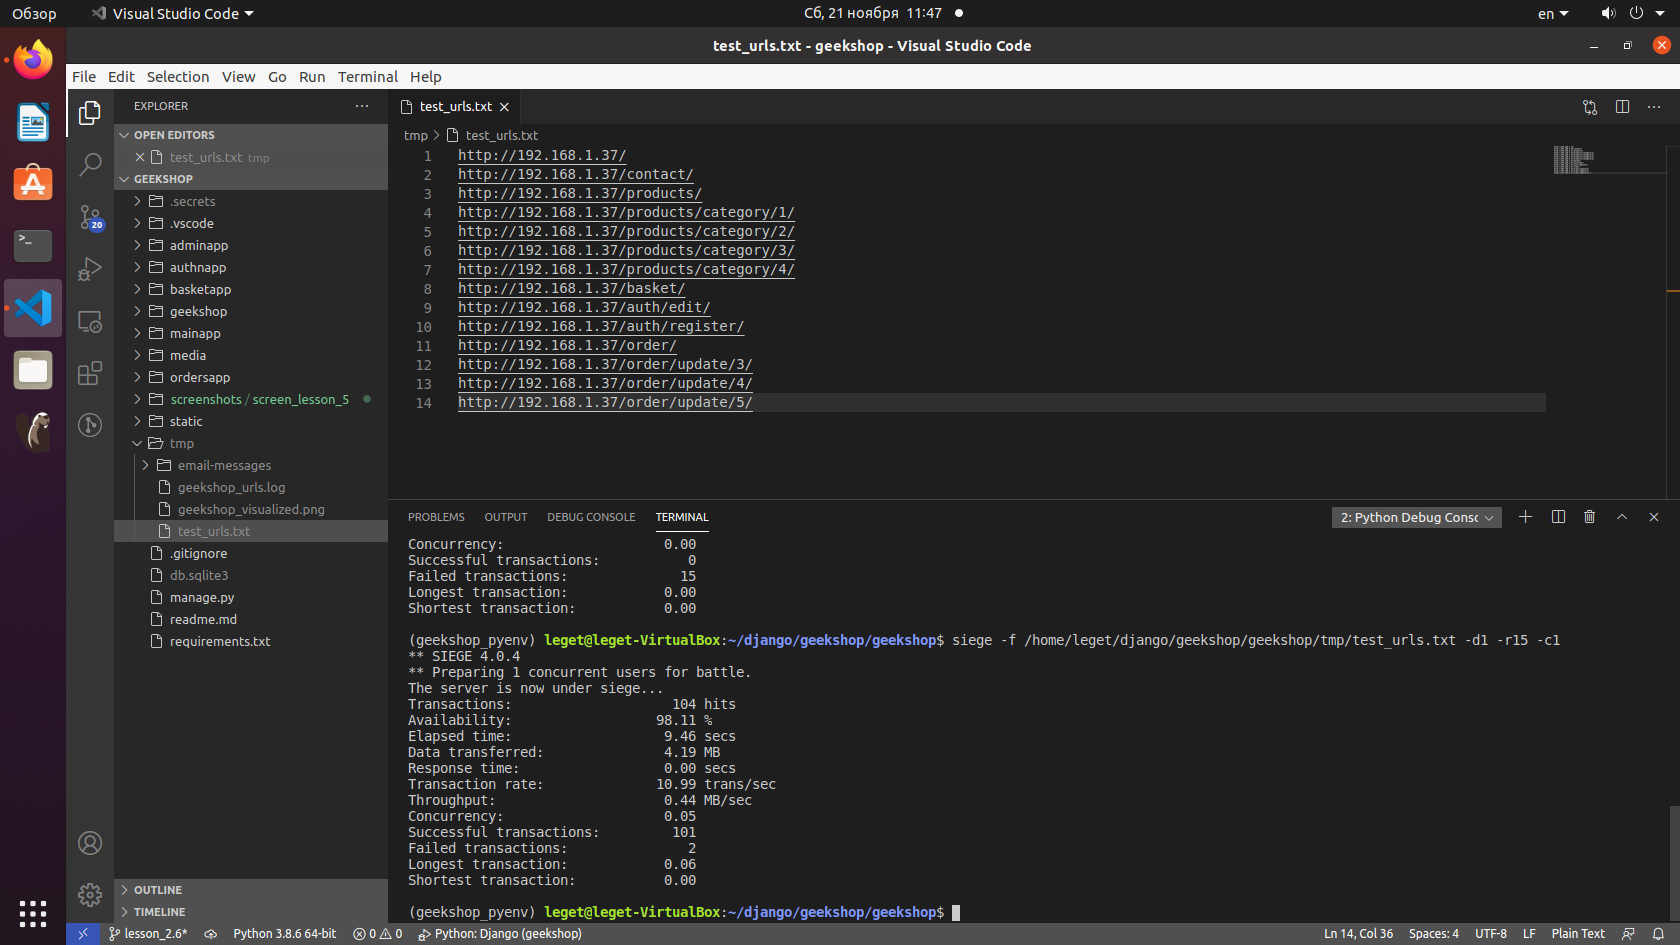 Обзор
Visual Studio Code
Сб, 21 ноября 11:47
en
test_urls.txt - geekshop - Visual Studio Code
File Edit Selection View Go Run Terminal Help
EXPLORER
OPEN EDITORS
test_urls.txt tmp
GEEKSHOP
.secrets
.vscode
adminapp
authnapp
basketapp
geekshop
mainapp
media
ordersapp
screenshots / screen_lesson_5
static
tmp
email-messages
geekshop_urls.log
geekshop_visualized.png
test_urls.txt
.gitignore
db.sqlite3
manage.py
readme.md
requirements.txt
OUTLINE
TIMELINE
20
test_urls.txt
tmp > test_urls.txt
1 http://192.168.1.37/
2 http://192.168.1.37/contact/
3 http://192.168.1.37/products/
4 http://192.168.1.37/products/category/1/
5 http://192.168.1.37/products/category/2/
6 http://192.168.1.37/products/category/3/
7 http://192.168.1.37/products/category/4/
8 http://192.168.1.37/basket/
9 http://192.168.1.37/auth/edit/
10 http://192.168.1.37/auth/register/
11 http://192.168.1.37/order/
12 http://192.168.1.37/order/update/3/
13 http://192.168.1.37/order/update/4/
14 http://192.168.1.37/order/update/5/
PROBLEMS OUTPUT DEBUG CONSOLE TERMINAL
2: Python Debug Consc
Concurrency: 0.00
Successful transactions: 0
Failed transactions: 15
Longest transaction: 0.00
Shortest transaction: 0.00
(geekshop_pyenv) leget@leget-VirtualBox:~/django/geekshop/geekshop$ siege -f /home/leget/django/geekshop/geekshop/tmp/test_urls.txt -d1 -r15 -c1
** SIEGE 4.0.4
** Preparing 1 concurrent users for battle.
The server is now under siege...
Transactions: 104 hits
Availability: 98.11 %
Elapsed time: 9.46 secs
Data transferred: 4.19 MB
Response time: 0.00 secs
Transaction rate: 10.99 trans/sec
Throughput: 0.44 MB/sec
Concurrency: 0.05
Successful transactions: 101
Failed transactions: 2
Longest transaction: 0.06
Shortest transaction: 0.00
(geekshop_pyenv) leget@leget-VirtualBox:~/django/geekshop/geekshop$
lesson_2.6* Python 3.8.6 64-bit 0 0 Python: Django (geekshop)
Ln 14, Col 36 Spaces: 4 UTF-8 LF Plain Text